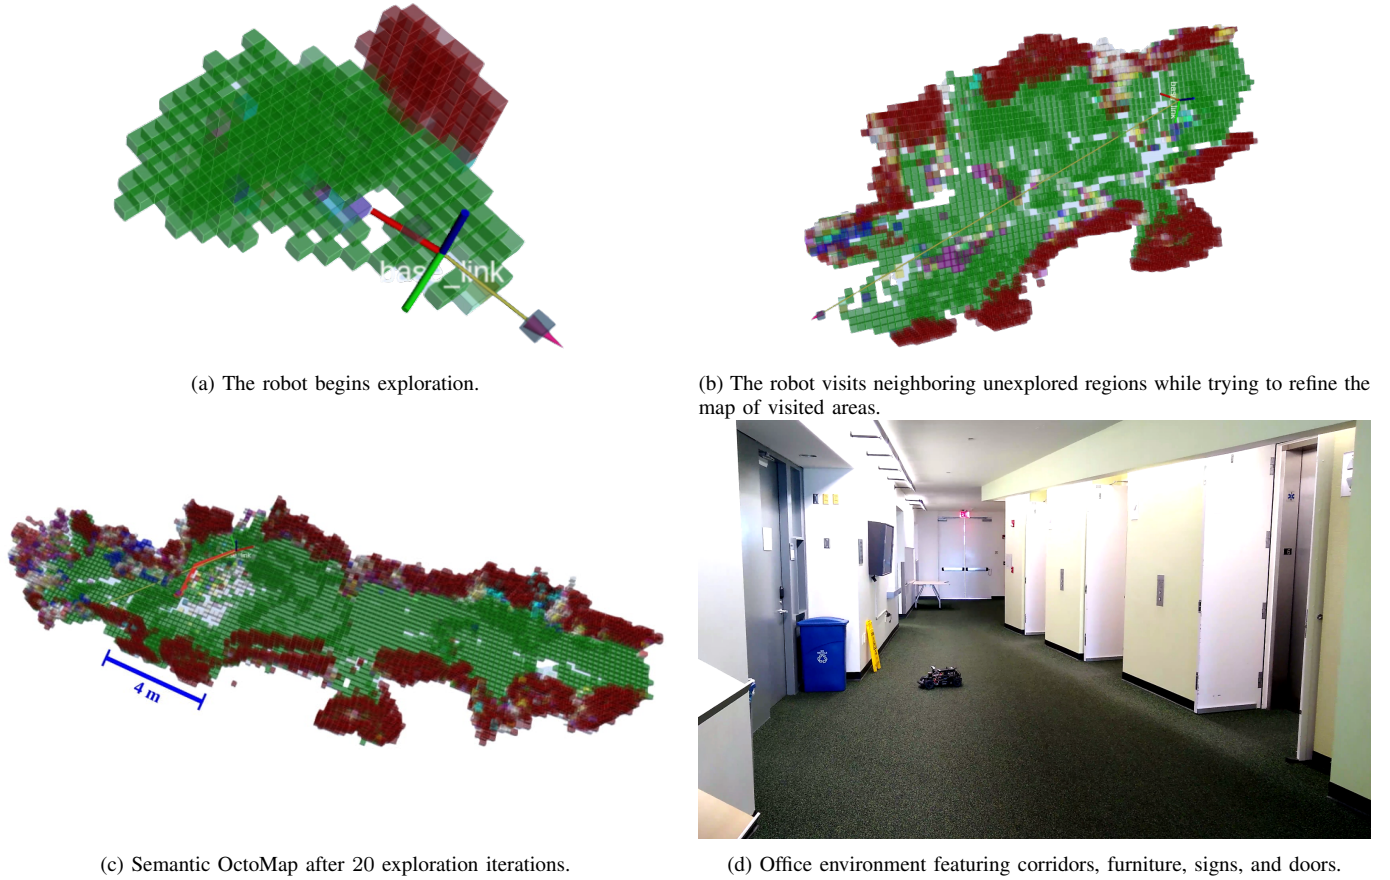 base_link
(a) The robot begins exploration.
(b) The robot visits neighboring unexplored regions while trying to refine the
map of visited areas.
4 m
(c) Semantic OctoMap after 20 exploration iterations.
(d) Office environment featuring corridors, furniture, signs, and doors.